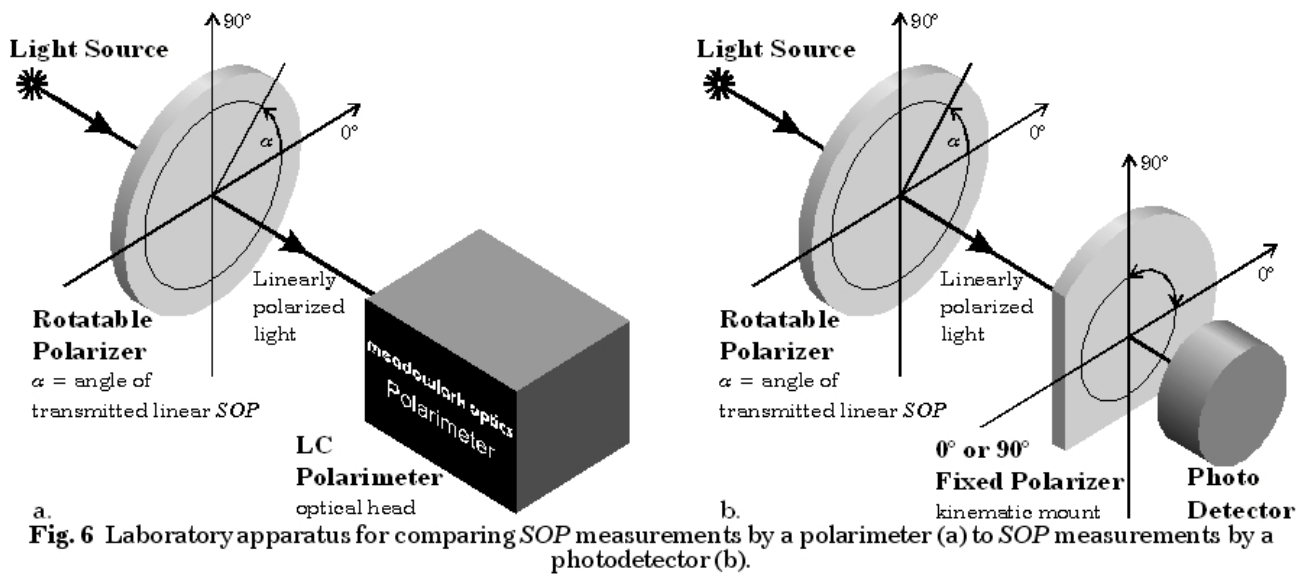 90°
Light Source
α
0°
Linearly
polarized
light
Rotatable
Polarizer
α = angle of
transmitted linear SOP
meadowlark optics
Polarimeter
LC
Polarimeter
optical head
a.
90°
Light Source
α
0°
90°
0°
Linearly
polarized
light
Rotatable
Polarizer
α = angle of
transmitted linear SOP
0° or 90°
Fixed Polarizer
kinematic mount
Photo
Detector
b.
Fig. 6 Laboratory apparatus for comparing SOP measurements by a polarimeter (a) to SOP measurements by a
photodetector (b).